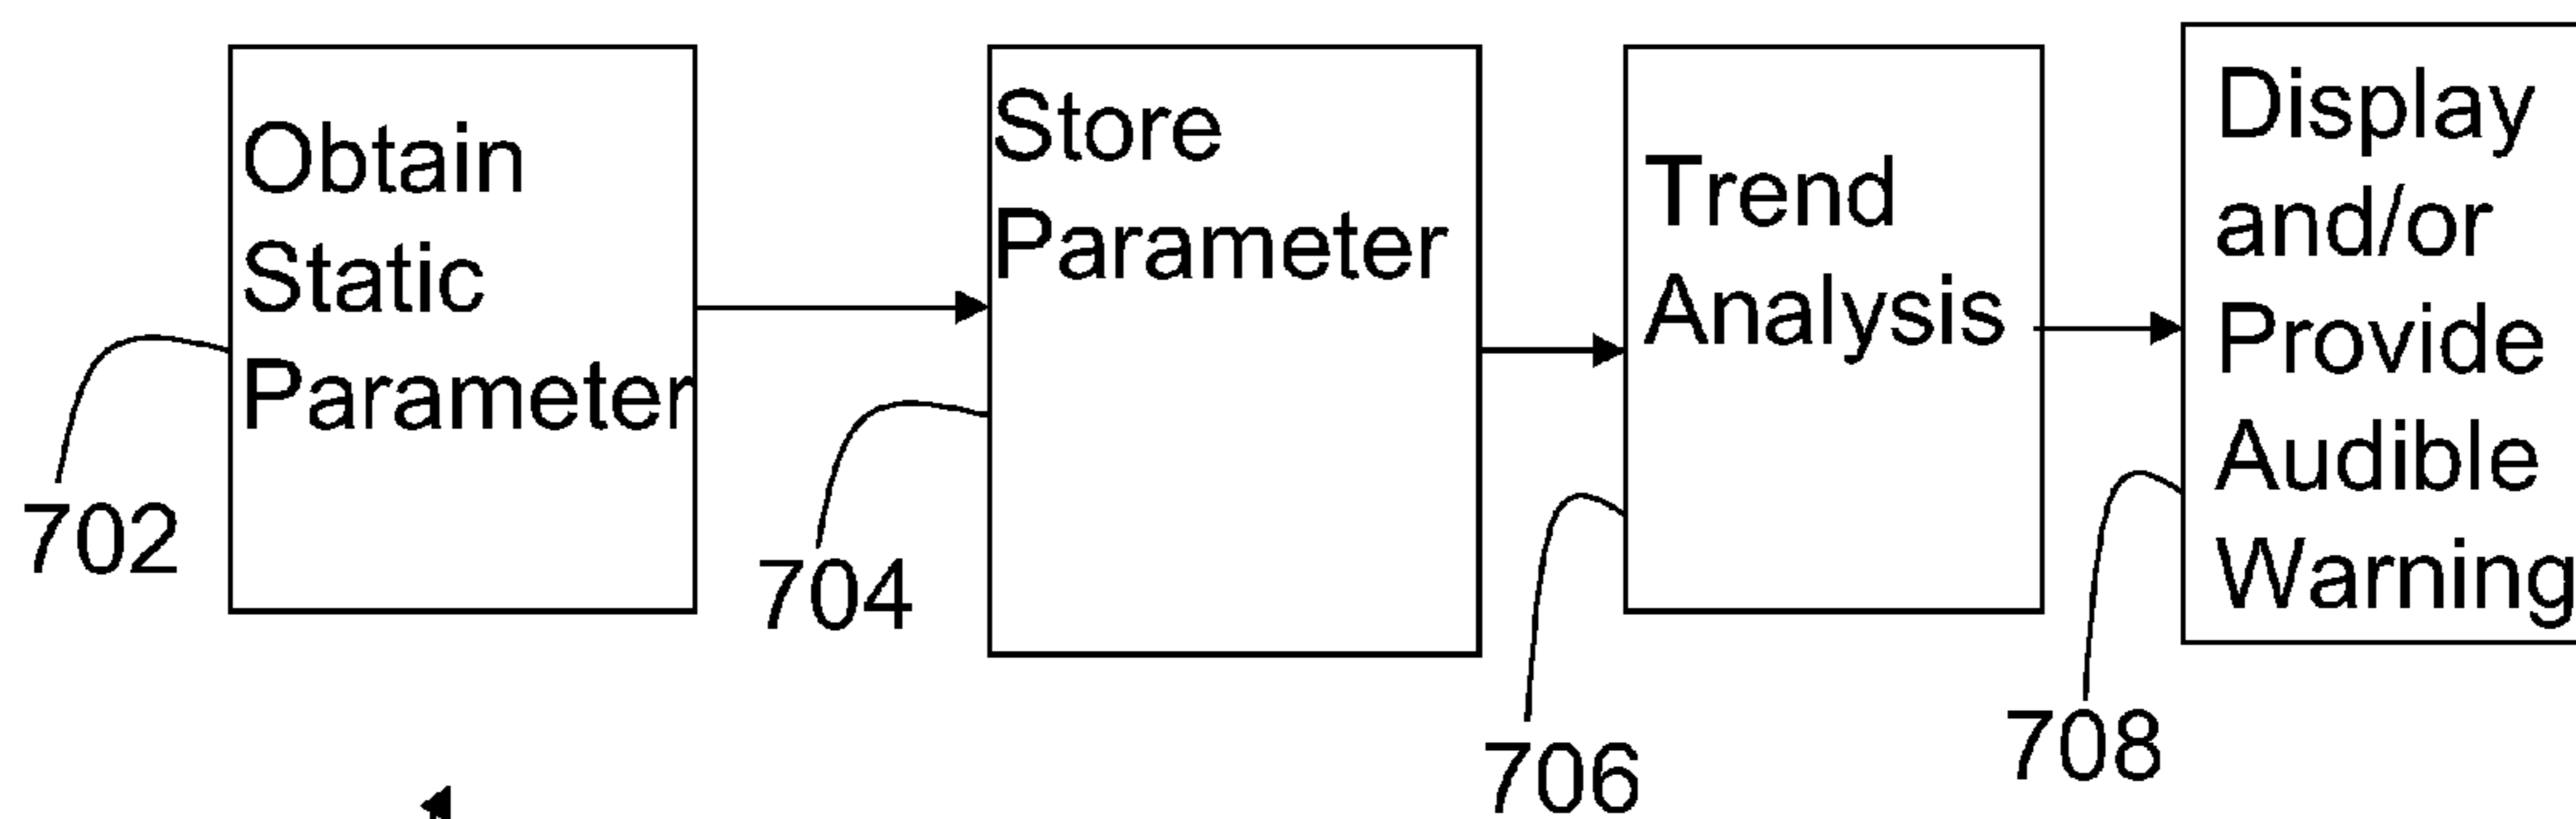 Obtain
Static
Parameter
702
Store
Parameter
704
Trend
Analysis
706
Display
and/or
Provide
Audible
Warning
708